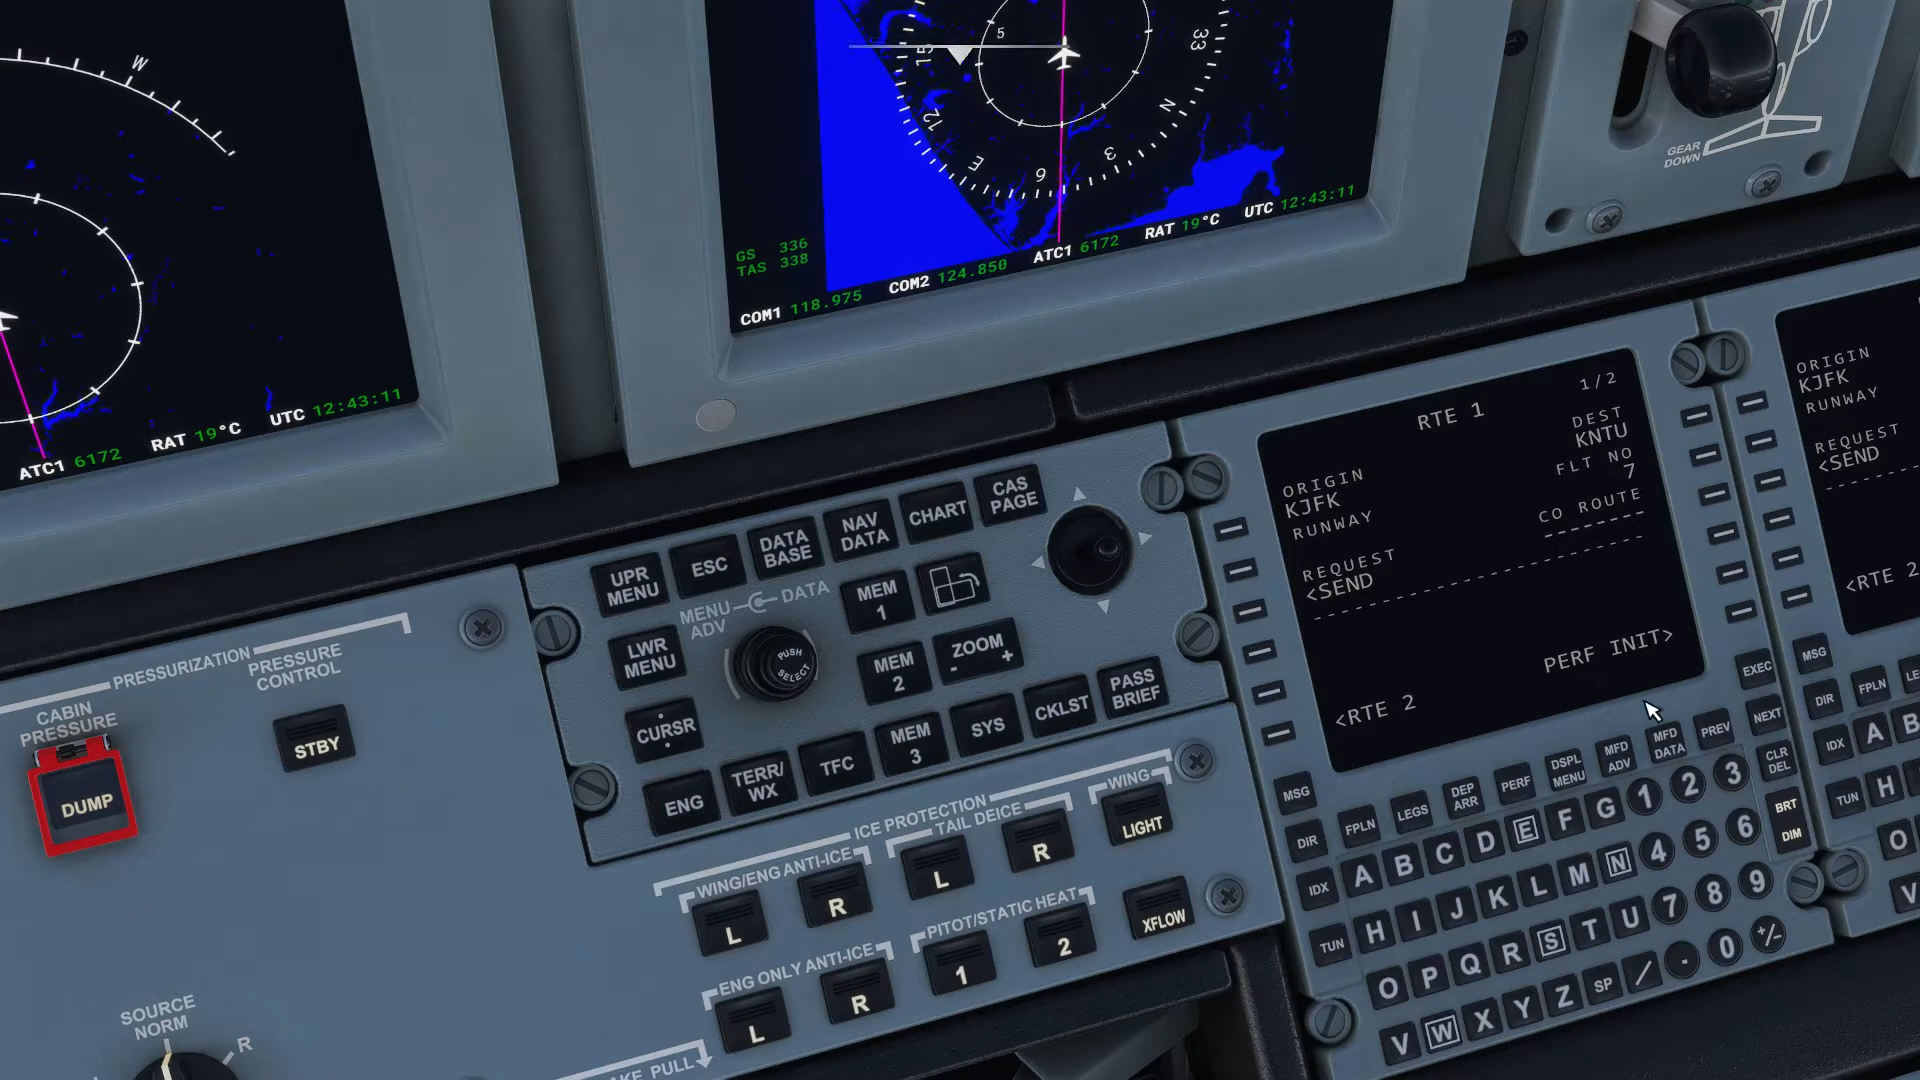 W
ATC1 6172
RAT 19°C
UTC 12:43:11
5
15
12
E
6
3
N
33
GS 336
TAS 338
COM1 118.975
COM2 124.850
ATC1 6172
RAT 19°C
UTC 12:43:11
GEAR
DOWN
RTE 1
1/2
ORIGIN
DEST
KJFK
KNTU
RUNWAY
FLT NO
7
REQUEST
CO ROUTE
<SEND
-------
----------------
PERF INIT>
<RTE 2
ORIGIN
KJFK
RUNWAY
REQUEST
<SEND
<RTE 2
UPR
MENU
ESC
DATA
BASE
NAV
DATA
CHART
CAS
PAGE
MENU
ADV
DATA
MEM
1
LWR
MENU
PUSH
SELECT
MEM
2
ZOOM
- +
CURSR
ENG
TERR/
WX
TFC
MEM
3
SYS
CKLST
PASS
BRIEF
PRESSURIZATION
CABIN
PRESSURE
PRESSURE
CONTROL
DUMP
STBY
ICE PROTECTION
WING/ENG ANTI-ICE
TAIL DEICE
WING
L
R
L
R
LIGHT
ENG ONLY ANTI-ICE
PITOT/STATIC HEAT
L
R
1
2
XFLOW
SOURCE
NORM
R
PULL
MSG
FPLN
LEGS
DEP
ARR
PERF
DSPL
MENU
MFD
ADV
MFD
DATA
PREV
NEXT
EXEC
DIR
A B C D E F G 1 2 3
CLR
DEL
IDX
H I J K L M N 4 5 6
BRT
DIM
TUN
O P Q R S T U 7 8 9
V W X Y Z SP / . 0 +/-
MSG
DIR
FPLN
IDX
A B
TUN
H
O
V